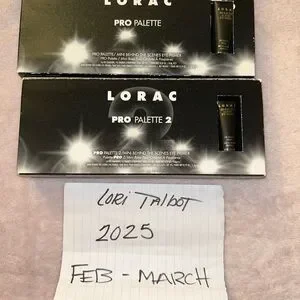 LORAC
PRO PALETTE
PRO PALETTE / MINI BEHIND THE SCENES EYE PRIMER
LORAC
PRO PALETTE 2
PRO PALETTE 2 / MINI BEHIND THE SCENES EYE PRIMER
LORI TALBOT
2025
FEB - MARCH